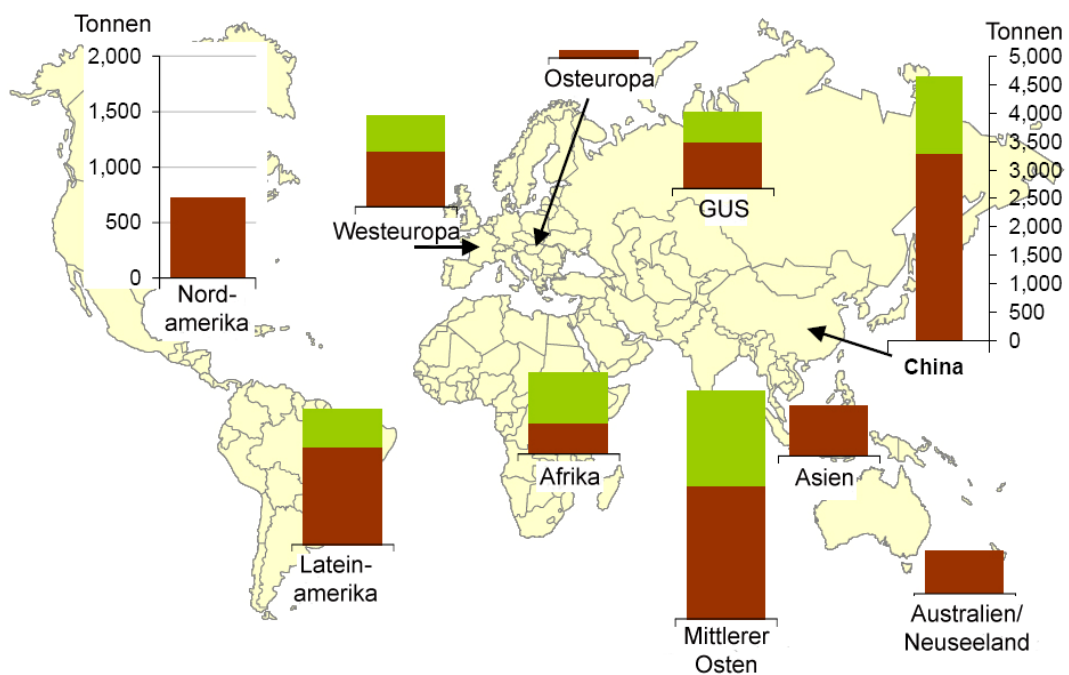 Tonnen
2,000
1,500
1,000
500
0
Nord-
amerika
Osteuropa
Westeuropa
GUS
Tonnen
5,000
4,500
4,000
3,500
3,000
2,500
2,000
1,500
1,000
500
0
China
Latein-
amerika
Afrika
Mittlerer
Osten
Asien
Australien/
Neuseeland